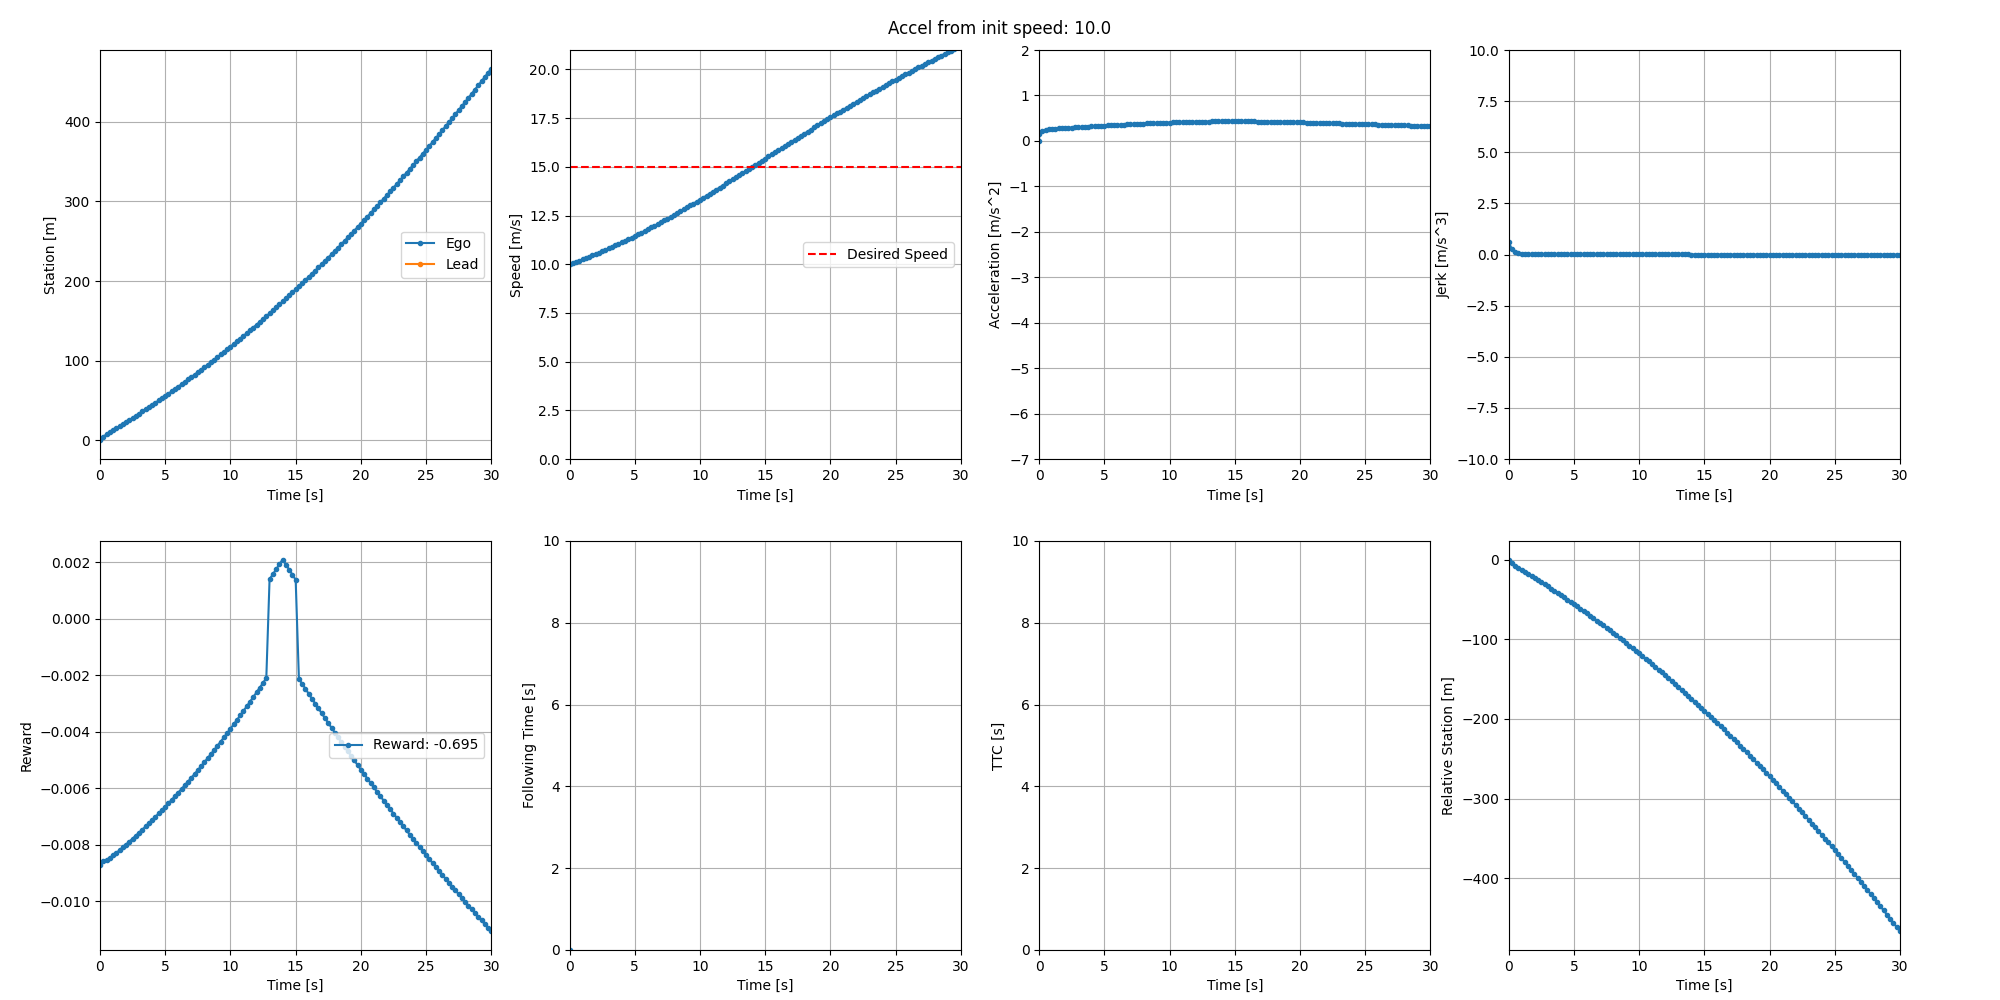 Accel from init speed: 10.0
400
300
200
100
0
Station [m]
Ego
Lead
0 5 10 15 20 25 30
Time [s]
20.0
17.5
15.0
12.5
10.0
7.5
5.0
2.5
0.0
Speed [m/s]
Desired Speed
0 5 10 15 20 25 30
Time [s]
2
1
0
−1
−2
−3
−4
−5
−6
−7
Acceleration [m/s^2]
0 5 10 15 20 25 30
Time [s]
10.0
7.5
5.0
2.5
0.0
−2.5
−5.0
−7.5
−10.0
Jerk [m/s^3]
0 5 10 15 20 25 30
Time [s]
0.002
0.000
−0.002
−0.004
−0.006
−0.008
−0.010
Reward
Reward: -0.695
0 5 10 15 20 25 30
Time [s]
10
8
6
4
2
0
Following Time [s]
0 5 10 15 20 25 30
Time [s]
10
8
6
4
2
0
TTC [s]
0 5 10 15 20 25 30
Time [s]
0
−100
−200
−300
−400
Relative Station [m]
0 5 10 15 20 25 30
Time [s]